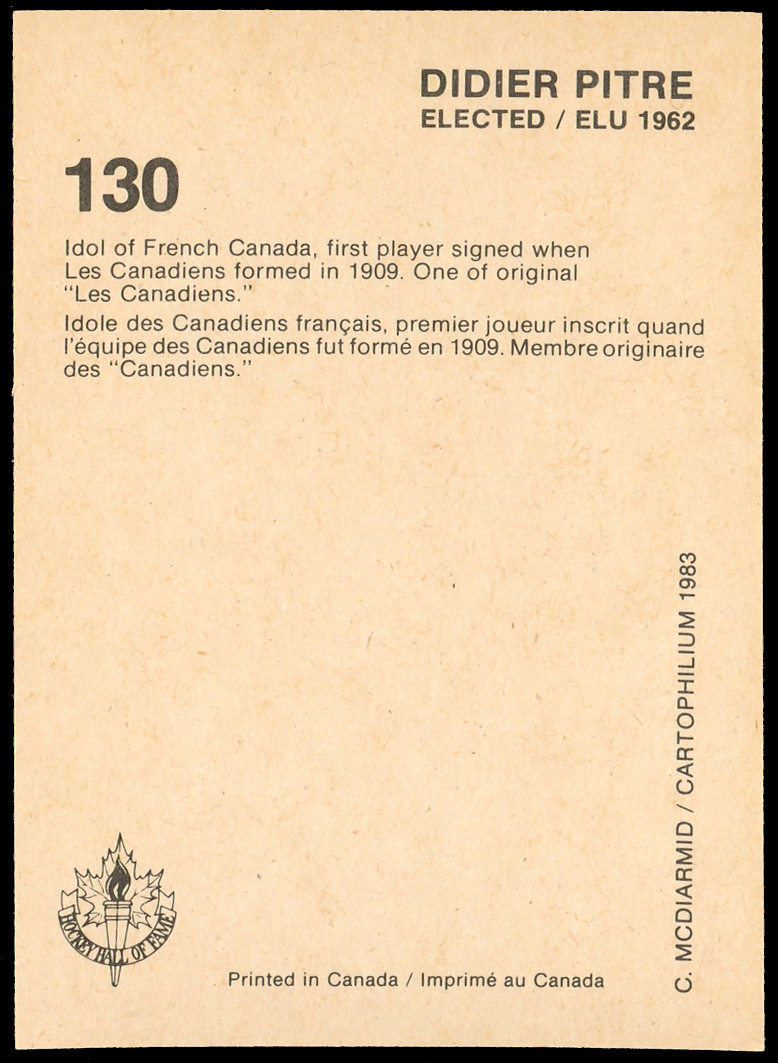 DIDIER PITRE
ELECTED / ELU 1962
130
Idol of French Canada, first player signed when
Les Canadiens formed in 1909. One of original
“Les Canadiens.”
Idole des Canadiens français, premier joueur inscrit quand
l'équipe des Canadiens fut formé en 1909. Membre originaire
des “Canadiens.”
C. MCDIARMID / CARTOPHILIUM 1983
HOCKEY HALL OF FAME
Printed in Canada / Imprimé au Canada